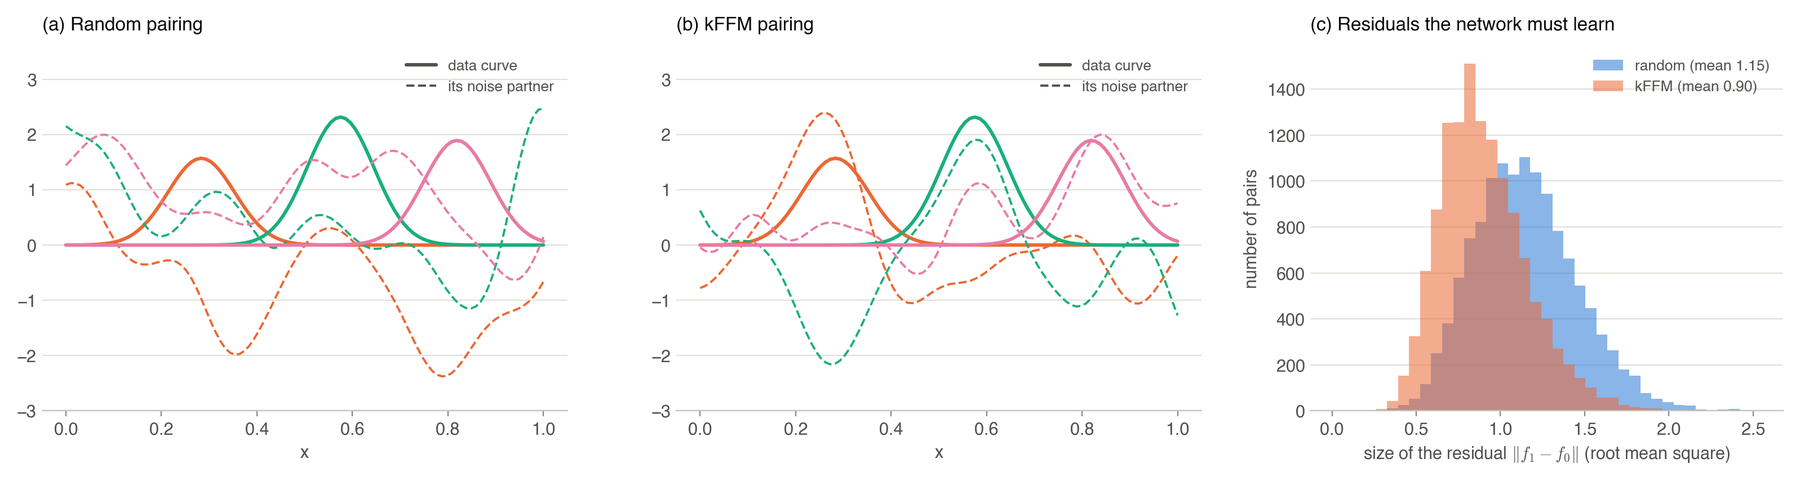 (a) Random pairing
data curve
its noise partner
3
2
1
0
−1
−2
−3
0.0 0.2 0.4 0.6 0.8 1.0
x
(b) kFFM pairing
data curve
its noise partner
3
2
1
0
−1
−2
−3
0.0 0.2 0.4 0.6 0.8 1.0
x
(c) Residuals the network must learn
random (mean 1.15)
kFFM (mean 0.90)
number of pairs
1400
1200
1000
800
600
400
200
0
0.0 0.5 1.0 1.5 2.0 2.5
size of the residual ‖f₁ − f₀‖ (root mean square)